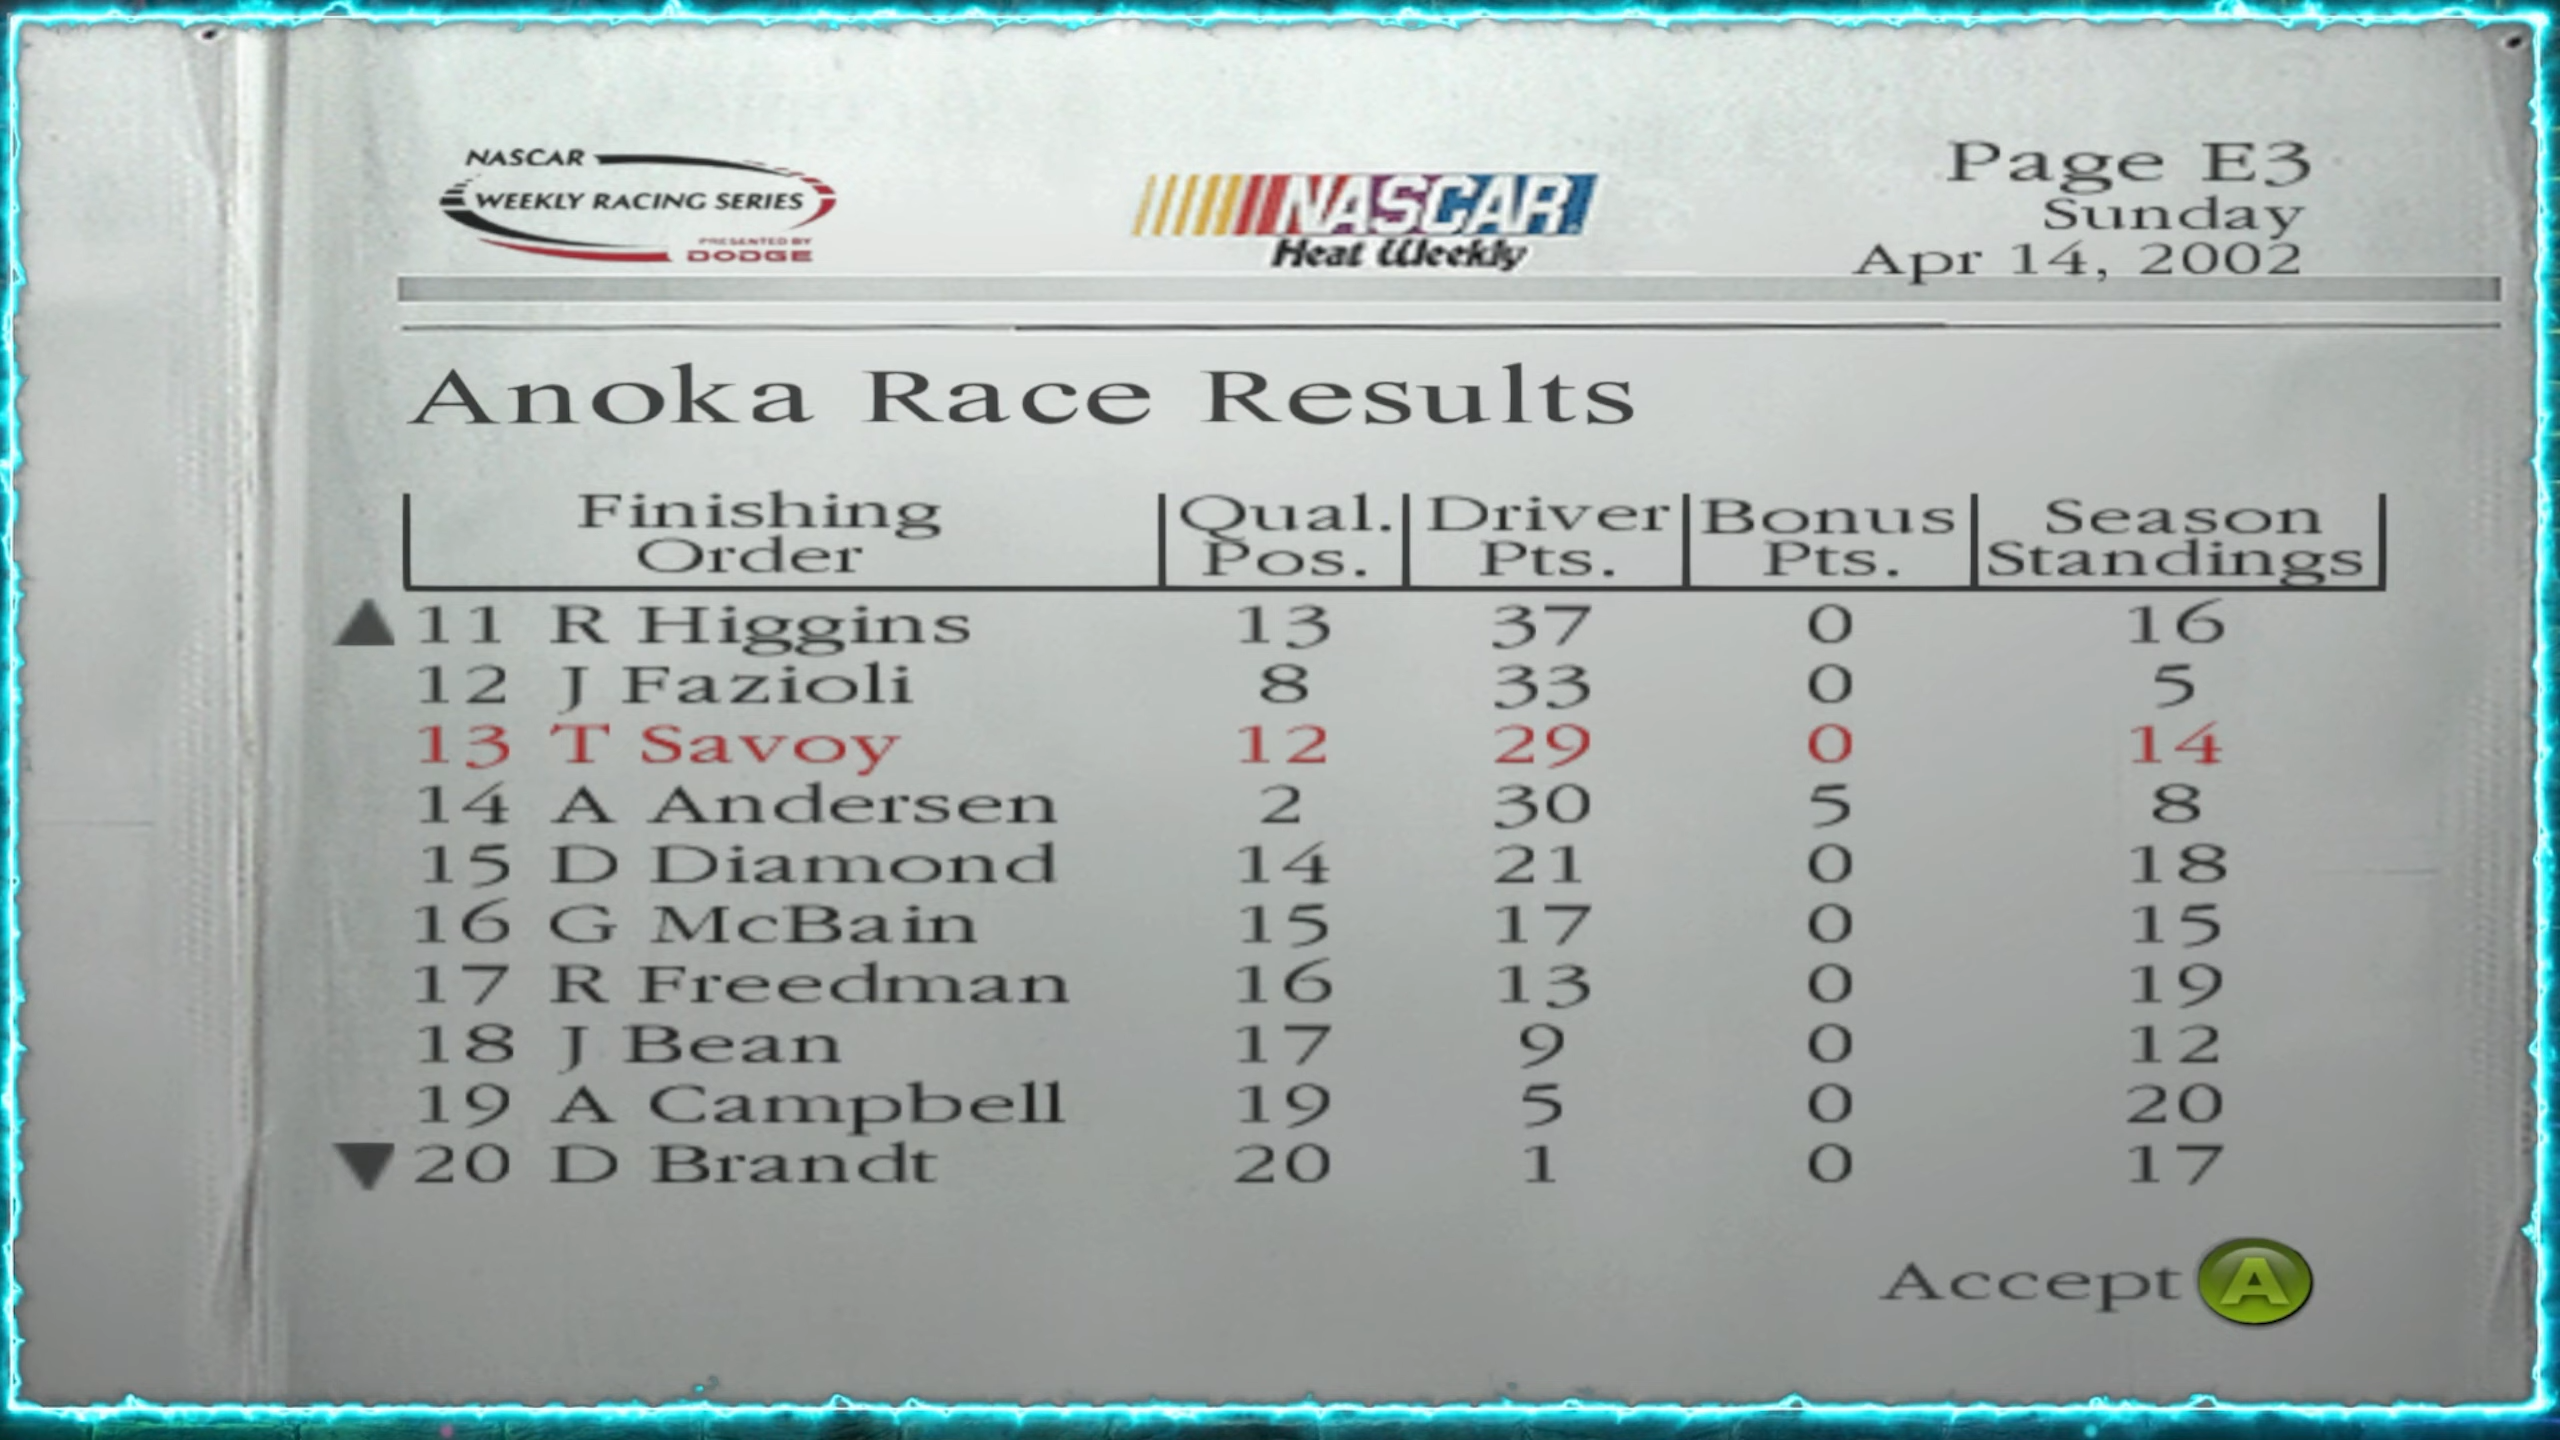 NASCAR
WEEKLY RACING SERIES
PRESENTED BY
DODGE
NASCAR
Heat Weekly
Page E3
Sunday
Apr 14, 2002
Anoka Race Results
Finishing Order Qual. Pos. Driver Pts. Bonus Pts. Season Standings
11 R Higgins 13 37 0 16
12 J Fazioli 8 33 0 5
13 T Savoy 12 29 0 14
14 A Andersen 2 30 5 8
15 D Diamond 14 21 0 18
16 G McBain 15 17 0 15
17 R Freedman 16 13 0 19
18 J Bean 17 9 0 12
19 A Campbell 19 5 0 20
20 D Brandt 20 1 0 17
Accept A